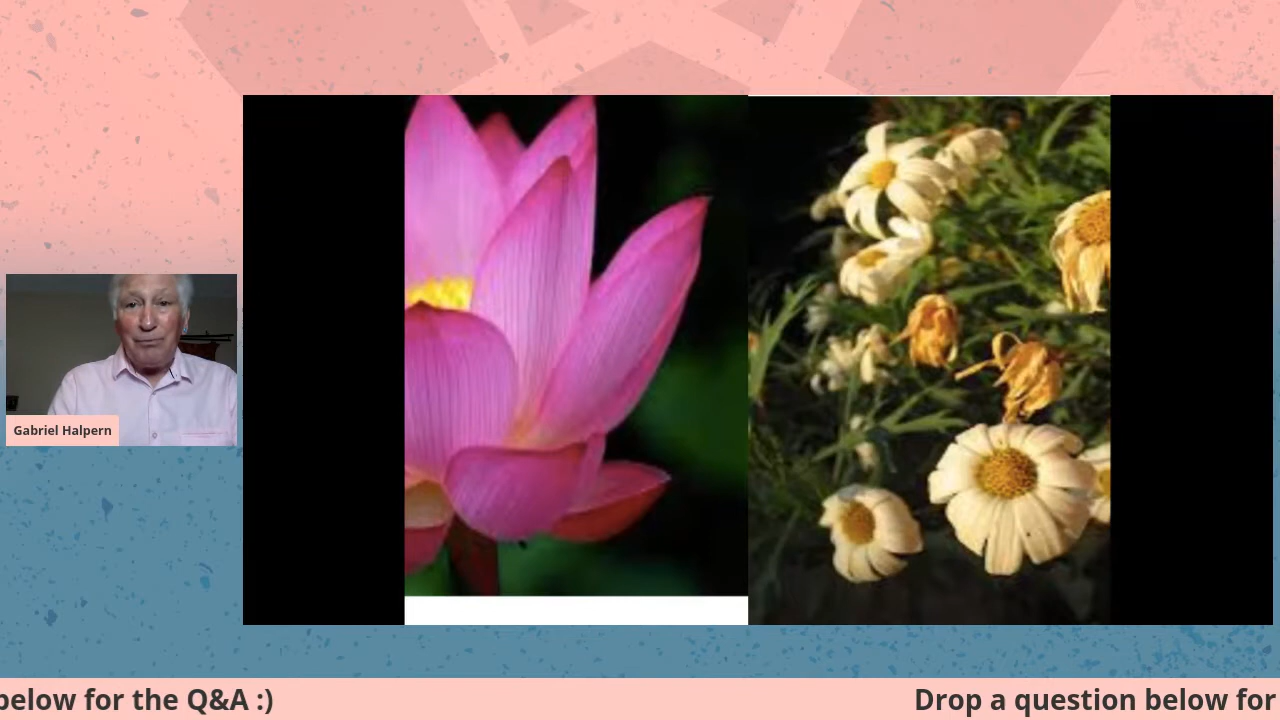 Gabriel Halpern
below for the Q&A :)
Drop a question below for